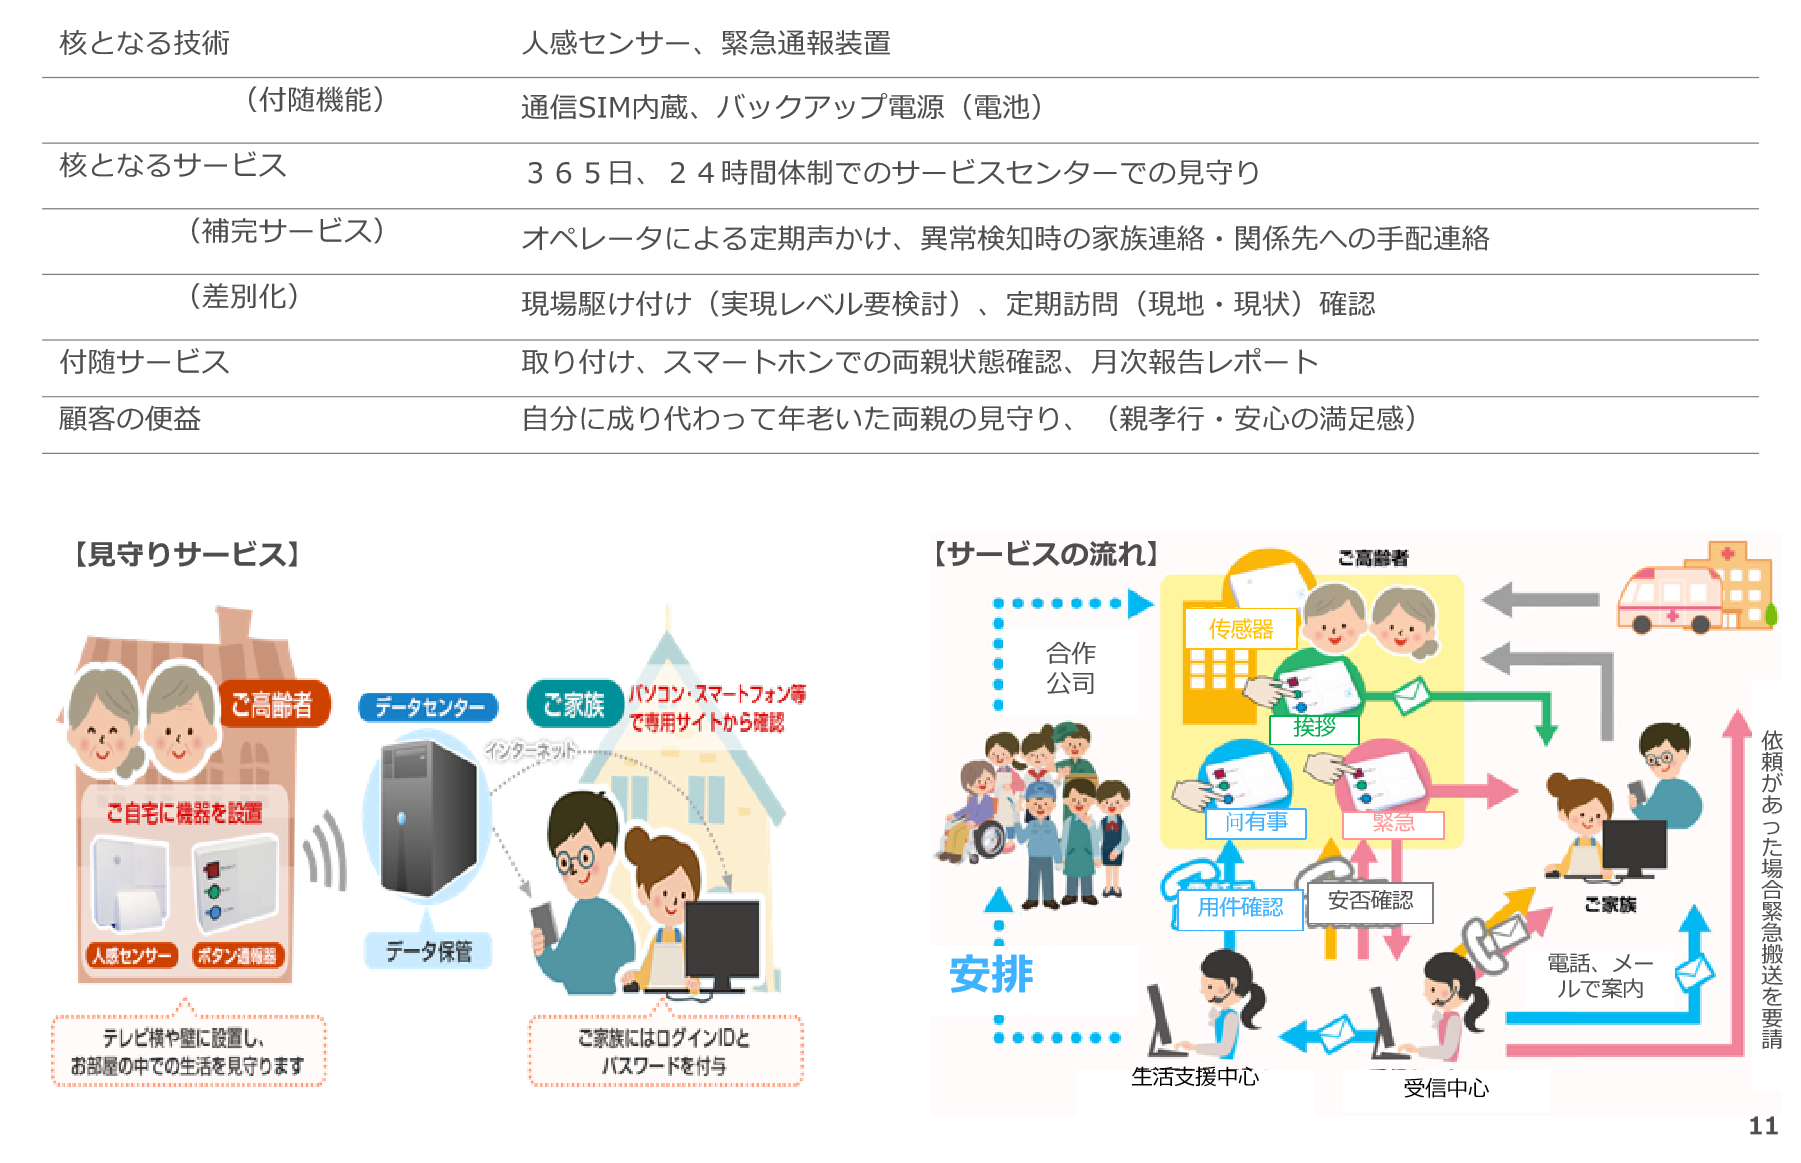 核となる技術 人感センサー、緊急通報装置
（付随機能） 通信SIM内蔵、バックアップ電源（電池）
核となるサービス ３６５日、２４時間体制でのサービスセンターでの見守り
（補完サービス） オペレータによる定期声かけ、異常検知時の家族連絡・関係先への手配連絡
（差別化） 現場駆け付け（実現レベル要検討）、定期訪問（現地・現状）確認
付随サービス 取り付け、スマートホンでの両親状態確認、月次報告レポート
顧客の便益 自分に成り代わって年老いた両親の見守り、（親孝行・安心の満足感）
【見守りサービス】
ご高齢者
データセンター
ご家族
パソコン・スマートフォン等
で専用サイトから確認
インターネット
ご自宅に機器を設置
人感センサー
ボタン通報器
データ保管
テレビ横や壁に設置し、
お部屋の中での生活を見守ります
ご家族にはログインIDと
パスワードを付与
【サービスの流れ】
ご高齢者
传感器
合作
公司
挨拶
问有事
緊急
用件確認
安否確認
ご家族
安排
電話、メー
ルで案内
依頼があった場合緊急搬送を要請
生活支援中心
受信中心
11